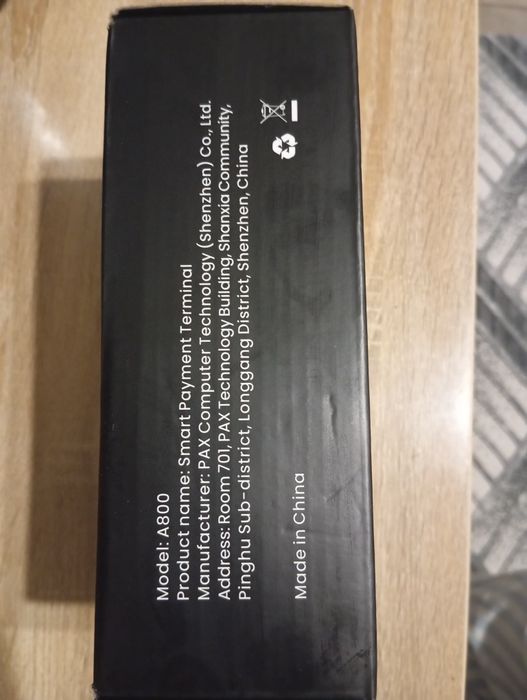 Model: A800
Product name: Smart Payment Terminal
Manufacturer: PAX Computer Technology (Shenzhen) Co., Ltd.
Address: Room 701, PAX Technology Building, Shanxia Community,
Pinghu Sub-district, Longgang District, Shenzhen, China
Made in China